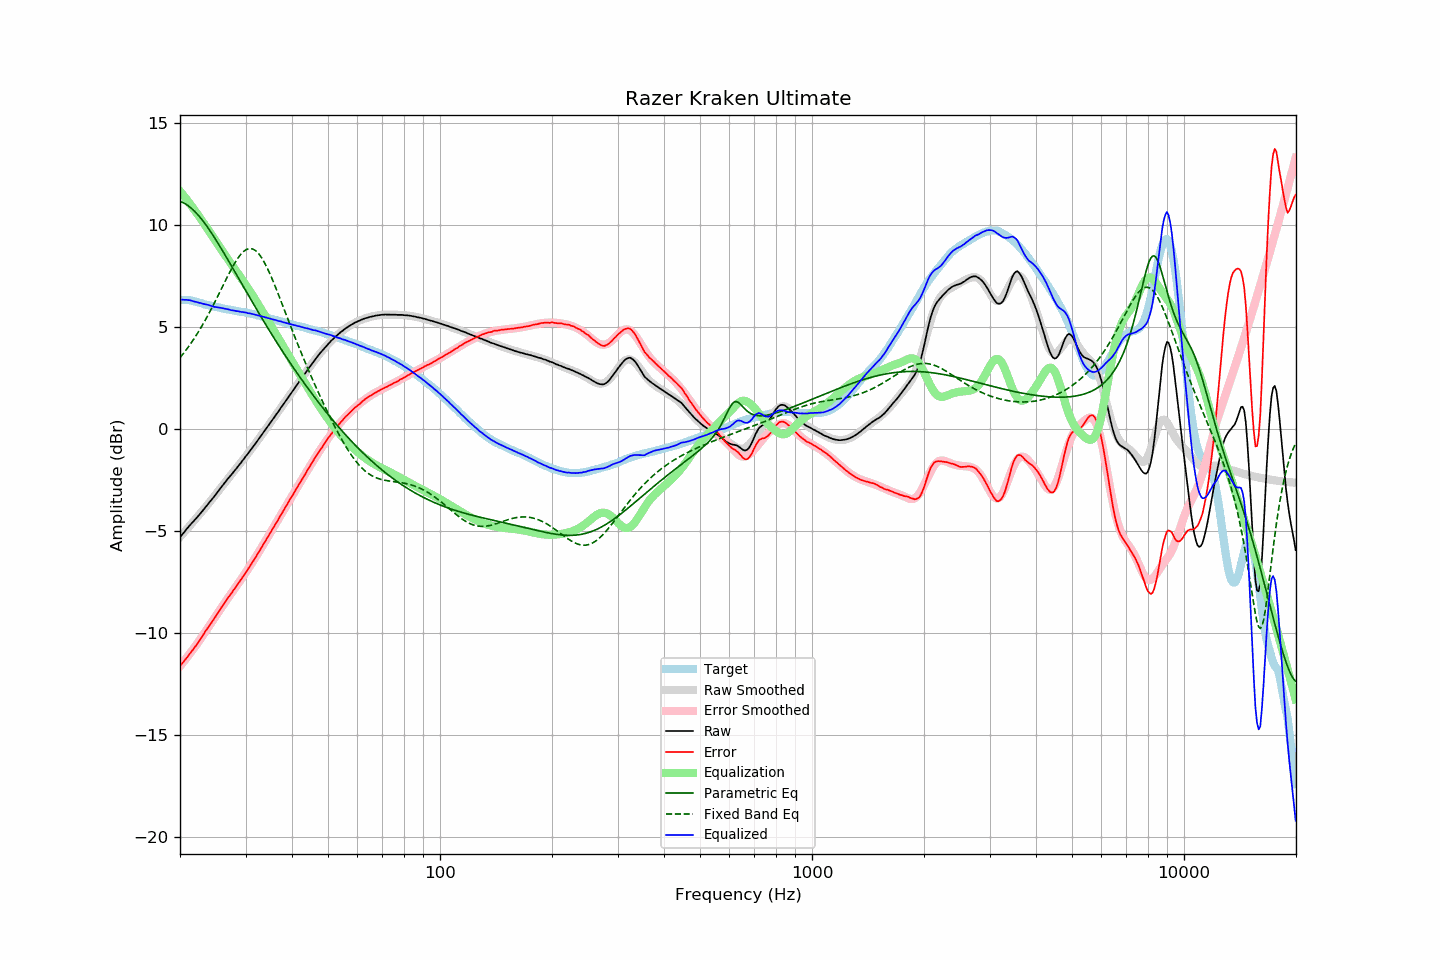 Razer Kraken Ultimate
Amplitude (dBr)
15
10
5
0
−5
−10
−15
−20
Target
Raw Smoothed
Error Smoothed
Raw
Error
Equalization
Parametric Eq
Fixed Band Eq
Equalized
100
1000
10000
Frequency (Hz)